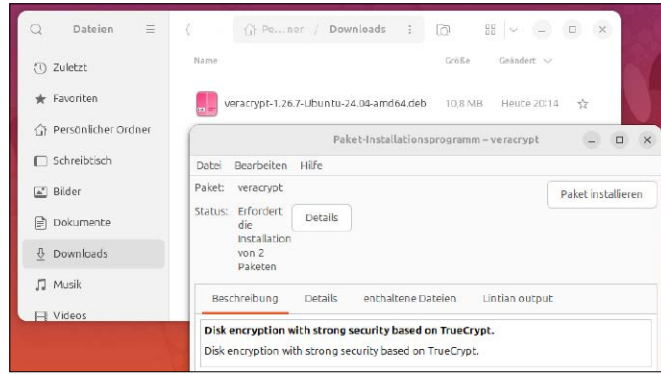 Dateien
Pe...ner / Downloads
Name
Größe
Geändert
Zuletzt
veracrypt-1.26.7-Ubuntu-24.04-amd64.deb
10,8 MB
Heute 20:14
Favoriten
Persönlicher Ordner
Schreibtisch
Bilder
Dokumente
Downloads
Musik
Videos
Paket-Installationsprogramm – veracrypt
Datei Bearbeiten Hilfe
Paket: veracrypt
Paket installieren
Status: Erfordert
die
Installation
von 2
Paketen
Details
Beschreibung Details enthaltene Dateien Lintian output
Disk encryption with strong security based on TrueCrypt.
Disk encryption with strong security based on TrueCrypt.